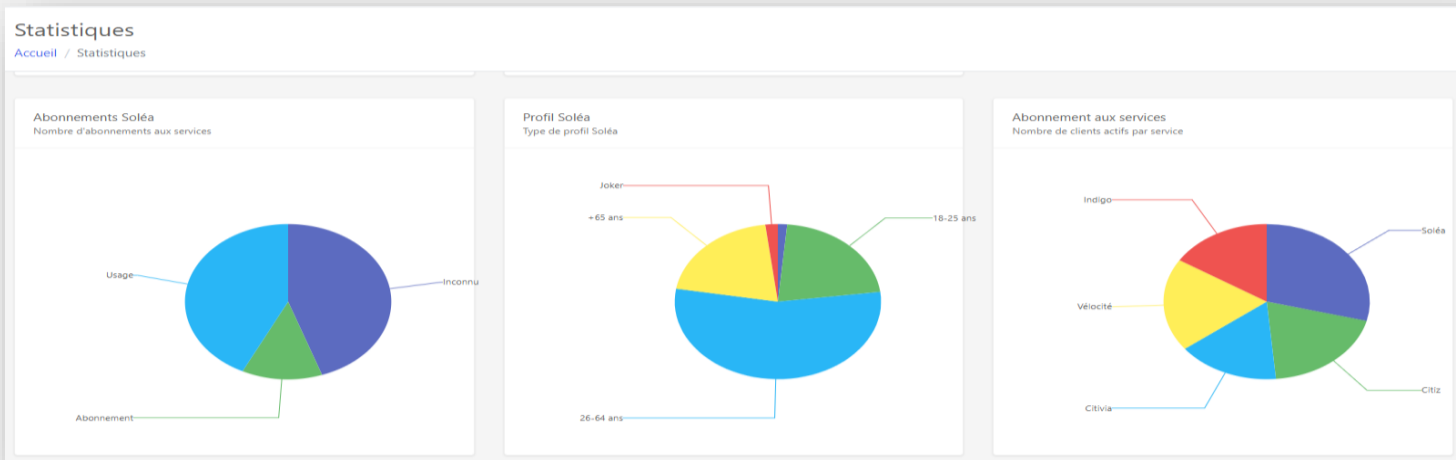 Statistiques
Accueil / Statistiques
Abonnements Soléa
Nombre d'abonnements aux services
Usage
Inconnu
Abonnement
Profil Soléa
Type de profil Soléa
Joker
+65 ans
18-25 ans
26-64 ans
Abonnement aux services
Nombre de clients actifs par service
Indigo
Soléa
Vélocité
Citiz
Citivia